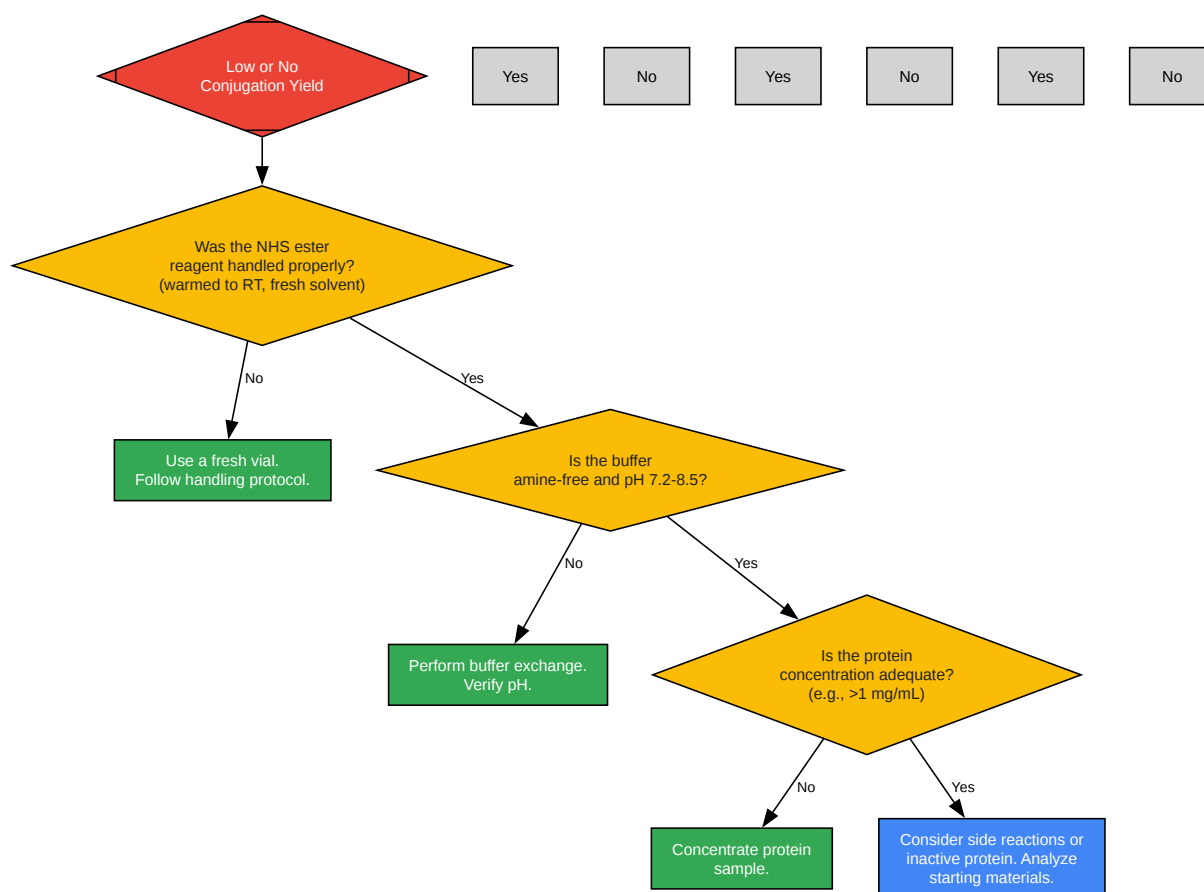 Low or No
Conjugation Yield
Yes
No
Yes
No
Yes
No
Was the NHS ester
reagent handled properly?
(warmed to RT, fresh solvent)
No
Yes
Use a fresh vial.
Follow handling protocol.
Is the buffer
amine-free and pH 7.2-8.5?
No
Yes
Perform buffer exchange.
Verify pH.
Is the protein
concentration adequate?
(e.g., >1 mg/mL)
No
Yes
Concentrate protein
sample.
Consider side reactions or
inactive protein. Analyze
starting materials.